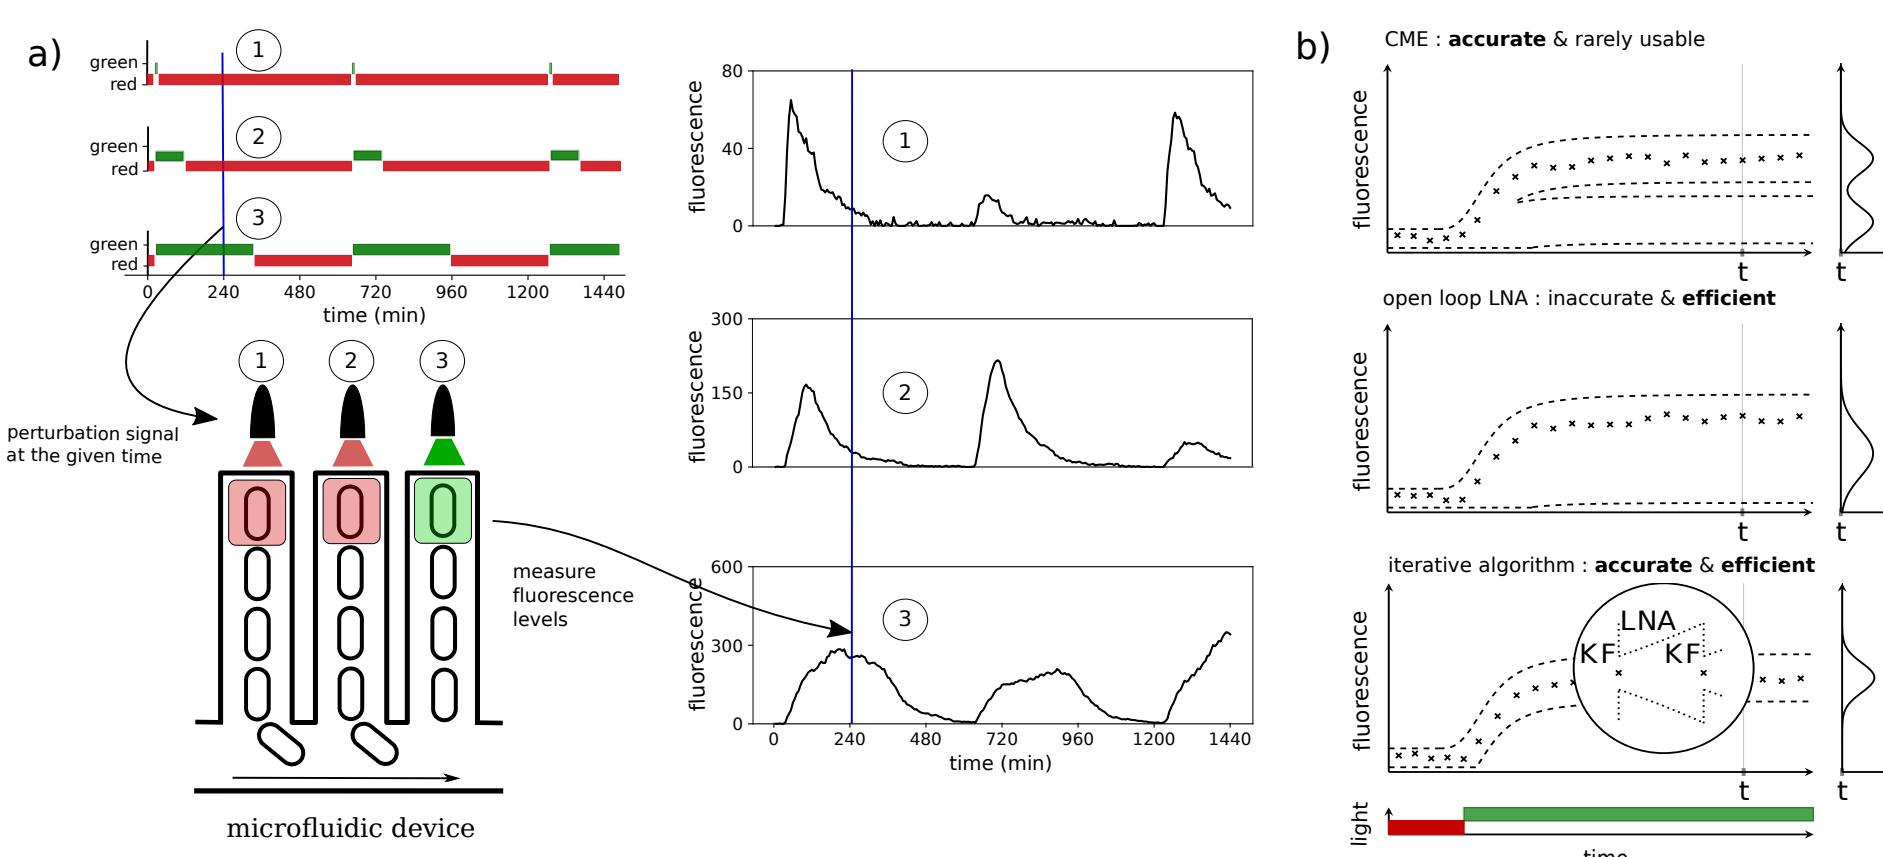 a)
green
red
1
green
red
2
green
red
3
0 240 480 720 960 1200 1440
time (min)
1 2 3
perturbation signal
at the given time
measure
fluorescence
levels
microfluidic device
fluorescence
80
40
0
1
fluorescence
300
150
0
2
fluorescence
600
300
0
3
0 240 480 720 960 1200 1440
time (min)
b)
CME : accurate & rarely usable
fluorescence
t t
open loop LNA : inaccurate & efficient
fluorescence
t t
iterative algorithm : accurate & efficient
fluorescence
LNA
KF KF
t t
light
time